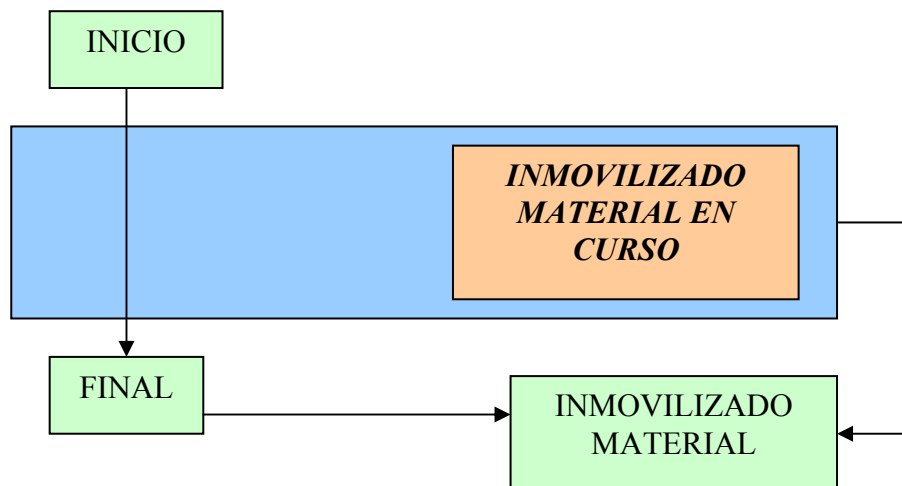 INICIO
INMOVILIZADO
MATERIAL EN
CURSO
FINAL
INMOVILIZADO
MATERIAL